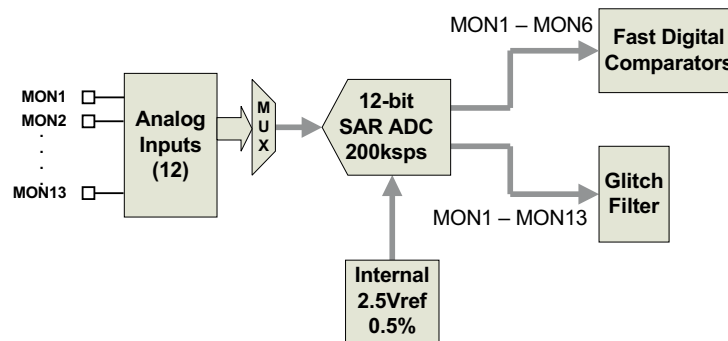 MON1
MON2
.
.
.
.
.
MON13
Analog
Inputs
(12)
M
U
X
12-bit
SAR ADC
200ksps
MON1 – MON6
Fast Digital
Comparators
MON1 – MON13
Glitch
Filter
Internal
2.5Vref
0.5%